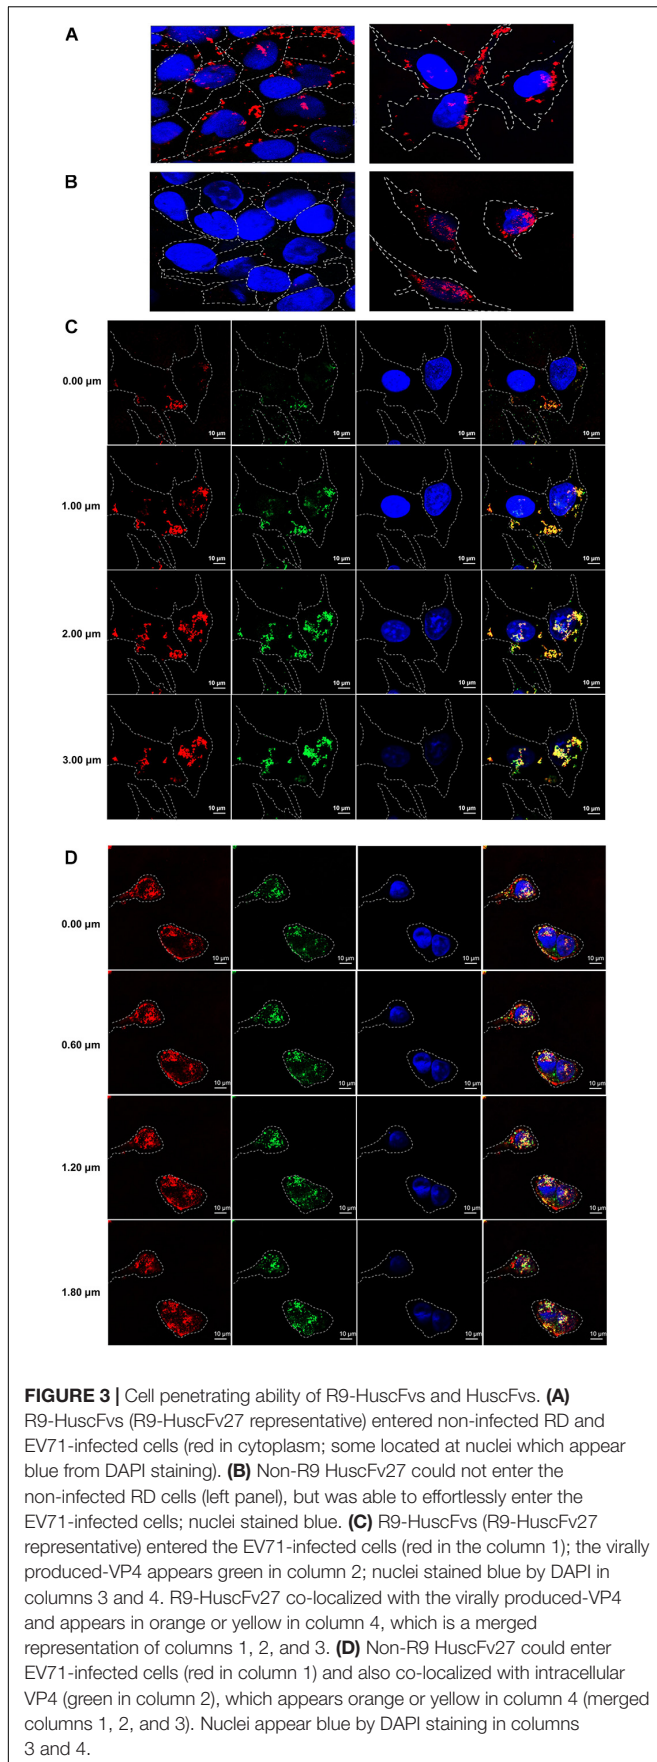 A
B
C
0.00 µm
10 µm
10 µm
10 µm
10 µm
1.00 µm
10 µm
10 µm
10 µm
10 µm
2.00 µm
10 µm
10 µm
10 µm
10 µm
3.00 µm
10 µm
10 µm
10 µm
10 µm
D
0.00 µm
10 µm
10 µm
10 µm
10 µm
0.60 µm
10 µm
10 µm
10 µm
10 µm
1.20 µm
10 µm
10 µm
10 µm
10 µm
1.80 µm
10 µm
10 µm
10 µm
10 µm
FIGURE 3 | Cell penetrating ability of R9-HuscFvs and HuscFvs. (A)
R9-HuscFvs (R9-HuscFv27 representative) entered non-infected RD and
EV71-infected cells (red in cytoplasm; some located at nuclei which appear
blue from DAPI staining). (B) Non-R9 HuscFv27 could not enter the
non-infected RD cells (left panel), but was able to effortlessly enter the
EV71-infected cells; nuclei stained blue. (C) R9-HuscFvs (R9-HuscFv27
representative) entered the EV71-infected cells (red in the column 1); the virally
produced-VP4 appears green in column 2; nuclei stained blue by DAPI in
columns 3 and 4. R9-HuscFv27 co-localized with the virally produced-VP4
and appears in orange or yellow in column 4, which is a merged
representation of columns 1, 2, and 3. (D) Non-R9 HuscFv27 could enter
EV71-infected cells (red in column 1) and also co-localized with intracellular
VP4 (green in column 2), which appears orange or yellow in column 4 (merged
columns 1, 2, and 3). Nuclei appear blue by DAPI staining in columns
3 and 4.